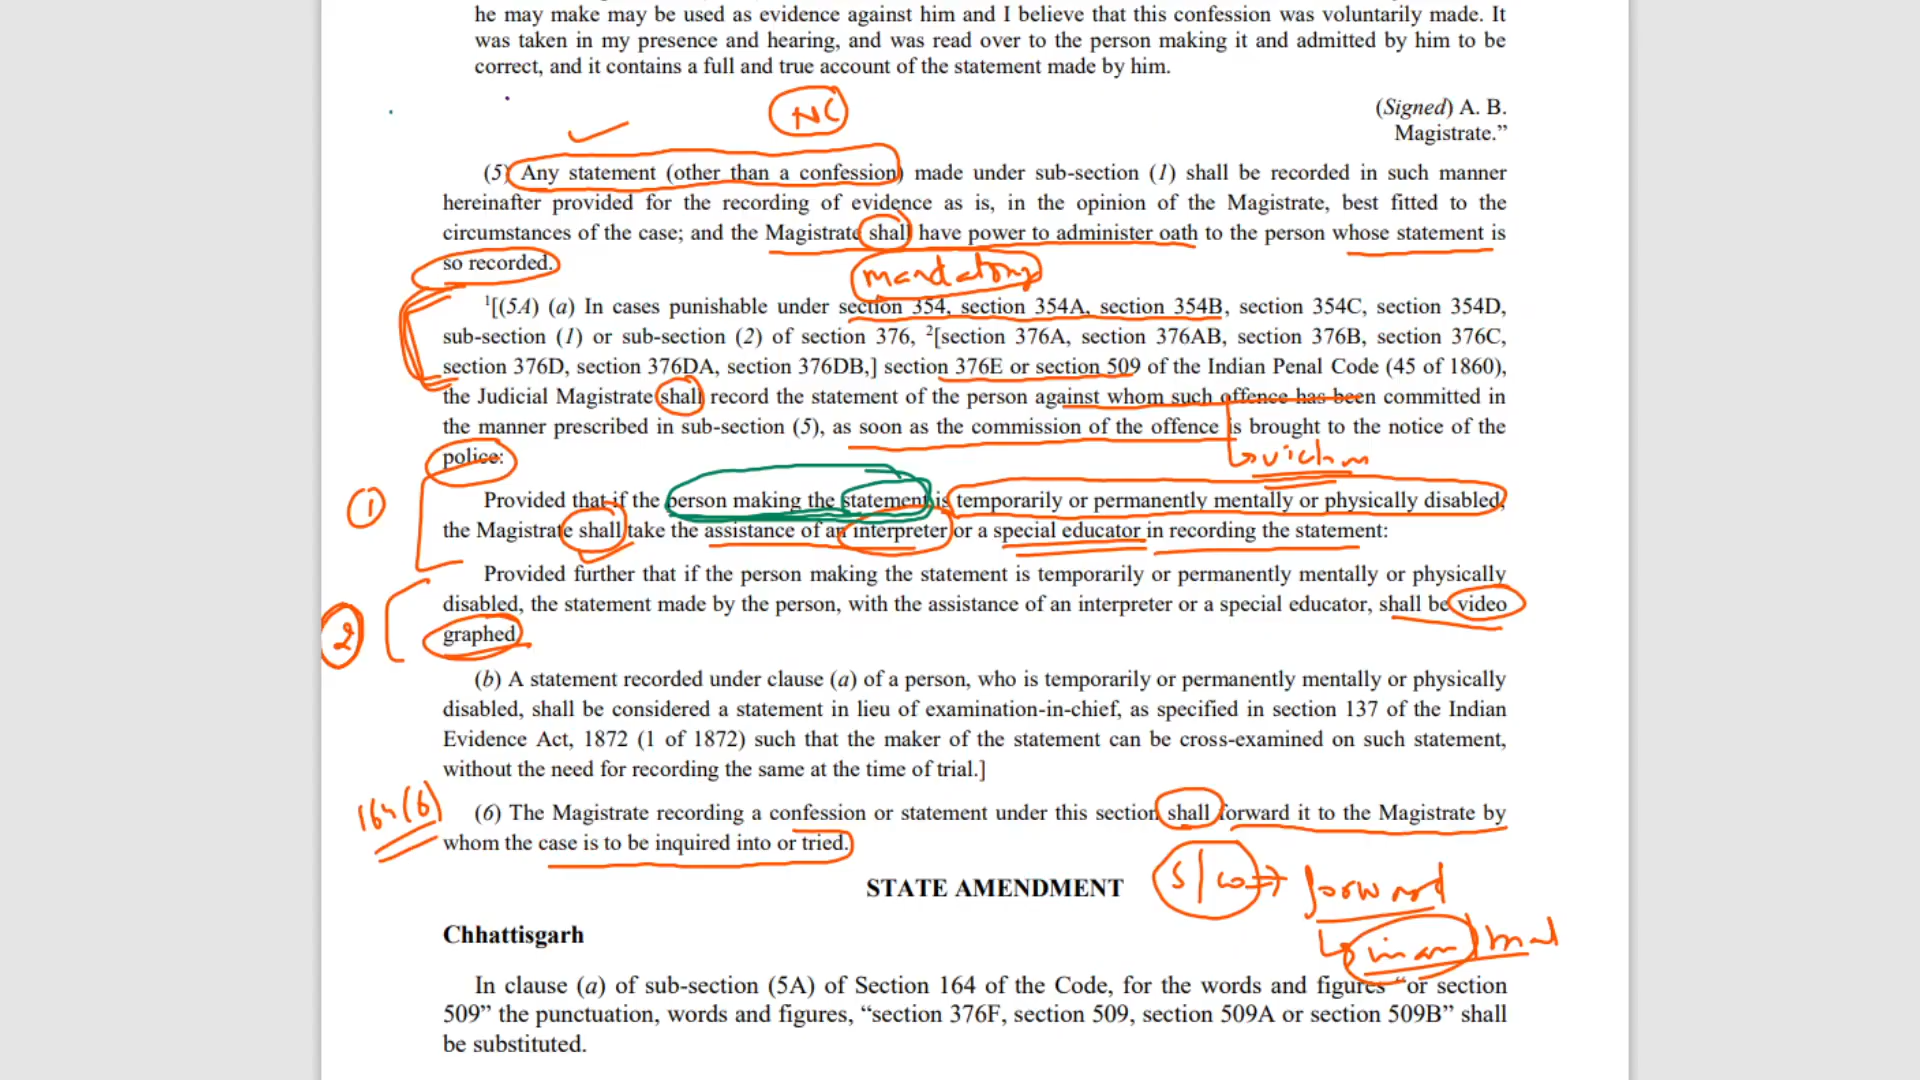 he may make may be used as evidence against him and I believe that this confession was voluntarily made. It
was taken in my presence and hearing, and was read over to the person making it and admitted by him to be
correct, and it contains a full and true account of the statement made by him.
NC
(Signed) A. B.
Magistrate.”
(5) Any statement (other than a confession) made under sub-section (1) shall be recorded in such manner
hereinafter provided for the recording of evidence as is, in the opinion of the Magistrate, best fitted to the
circumstances of the case; and the Magistrate shall have power to administer oath to the person whose statement is
so recorded.
mandatory
1[(5A) (a) In cases punishable under section 354, section 354A, section 354B, section 354C, section 354D,
sub-section (1) or sub-section (2) of section 376, 2[section 376A, section 376AB, section 376B, section 376C,
section 376D, section 376DA, section 376DB,] section 376E or section 509 of the Indian Penal Code (45 of 1860),
the Judicial Magistrate shall record the statement of the person against whom such offence has been committed in
the manner prescribed in sub-section (5), as soon as the commission of the offence is brought to the notice of the
police:
victim
1
Provided that if the person making the statement is temporarily or permanently mentally or physically disabled,
the Magistrate shall take the assistance of an interpreter or a special educator in recording the statement:
Provided further that if the person making the statement is temporarily or permanently mentally or physically
disabled, the statement made by the person, with the assistance of an interpreter or a special educator, shall be video
2
graphed.
(b) A statement recorded under clause (a) of a person, who is temporarily or permanently mentally or physically
disabled, shall be considered a statement in lieu of examination-in-chief, as specified in section 137 of the Indian
Evidence Act, 1872 (1 of 1872) such that the maker of the statement can be cross-examined on such statement,
without the need for recording the same at the time of trial.]
164(6)
(6) The Magistrate recording a confession or statement under this section shall forward it to the Magistrate by
whom the case is to be inquired into or tried.
forward
STATE AMENDMENT
Chhattisgarh
In clause (a) of sub-section (5A) of Section 164 of the Code, for the words and figures “or section
509” the punctuation, words and figures, “section 376F, section 509, section 509A or section 509B” shall
be substituted.